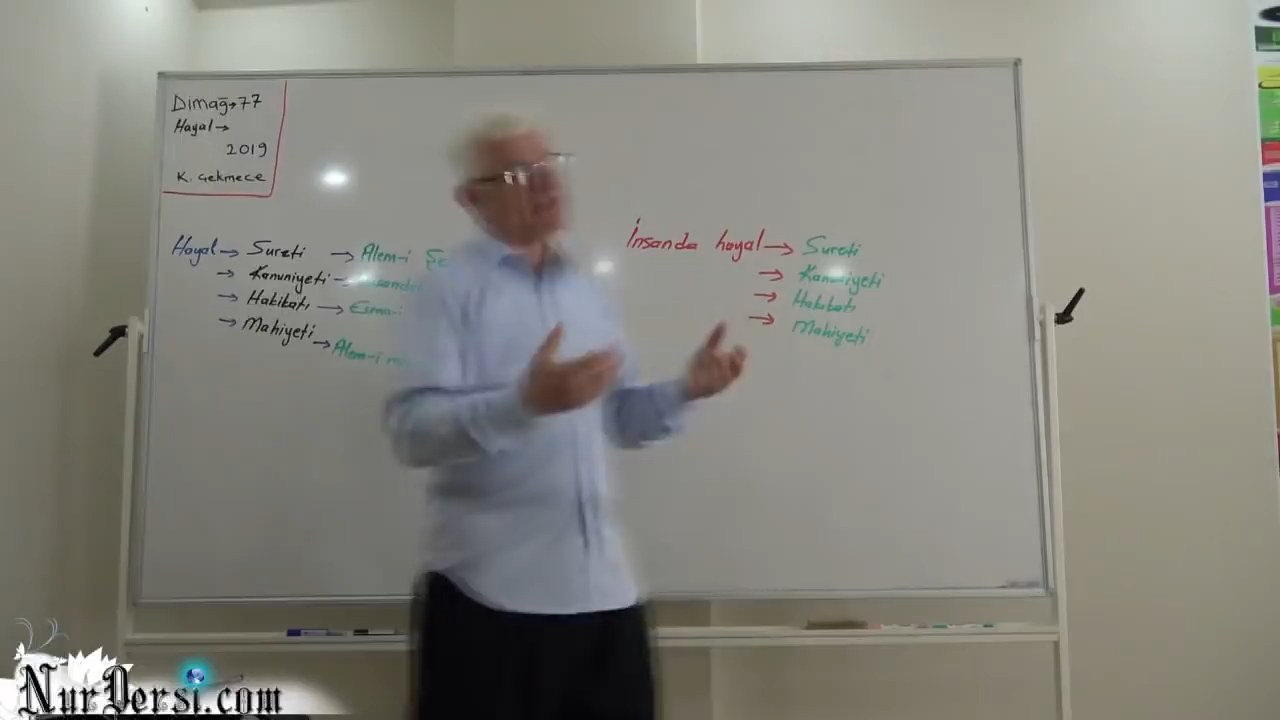 Dimağ→77
Hayal→
2019
K. Çekmece
Hayal → Sureti → Alem-i Şe
→ Kanuniyeti →
→ Hakikatı → Esma-i
→ Mahiyeti → Alem-i m
İnsanda hayal → Sureti
→ Kanuniyeti
→ Hakikatı
→ Mahiyeti
NurDersi.com